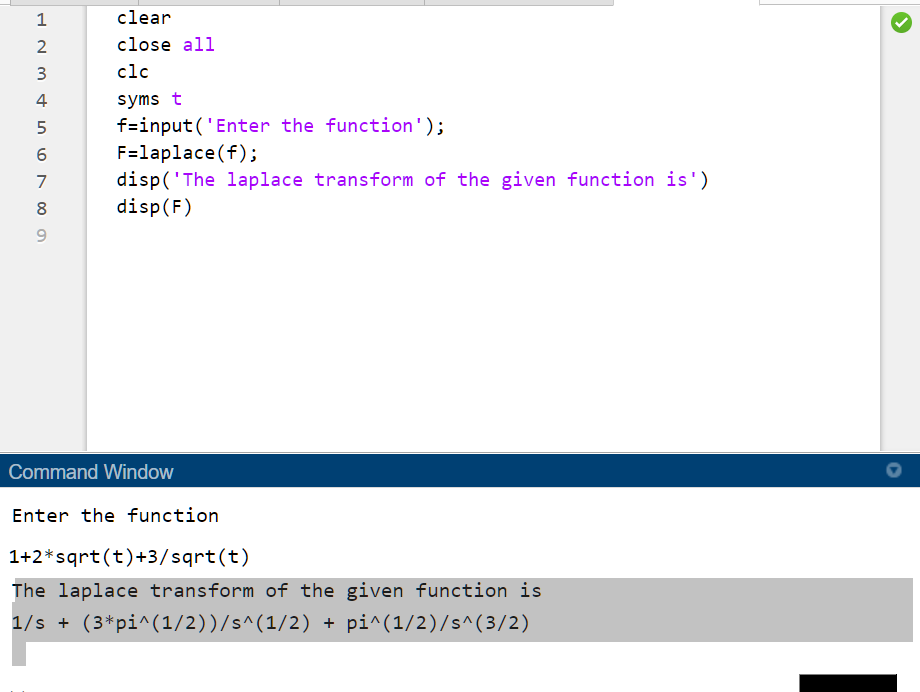 1 clear
2 close all
3 clc
4 syms t
5 f=input('Enter the function');
6 F=laplace(f);
7 disp('The laplace transform of the given function is')
8 disp(F)
9
Command Window
Enter the function
1+2*sqrt(t)+3/sqrt(t)
The laplace transform of the given function is
1/s + (3*pi^(1/2))/s^(1/2) + pi^(1/2)/s^(3/2)